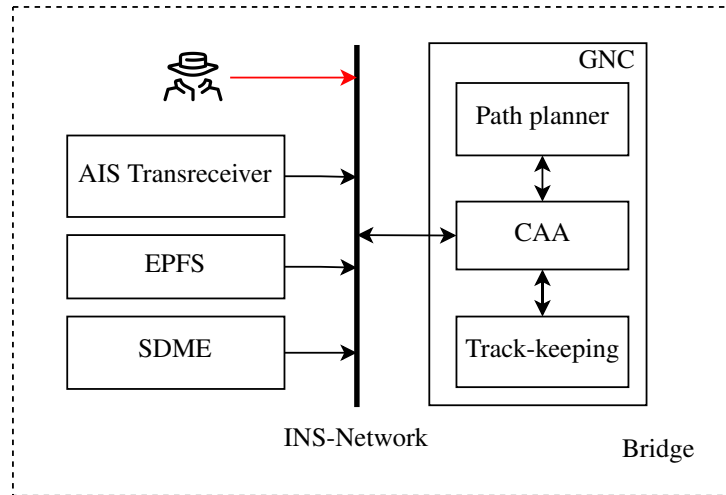 GNC
Path planner
AIS Transreceiver
CAA
EPFS
SDME
Track-keeping
INS-Network
Bridge